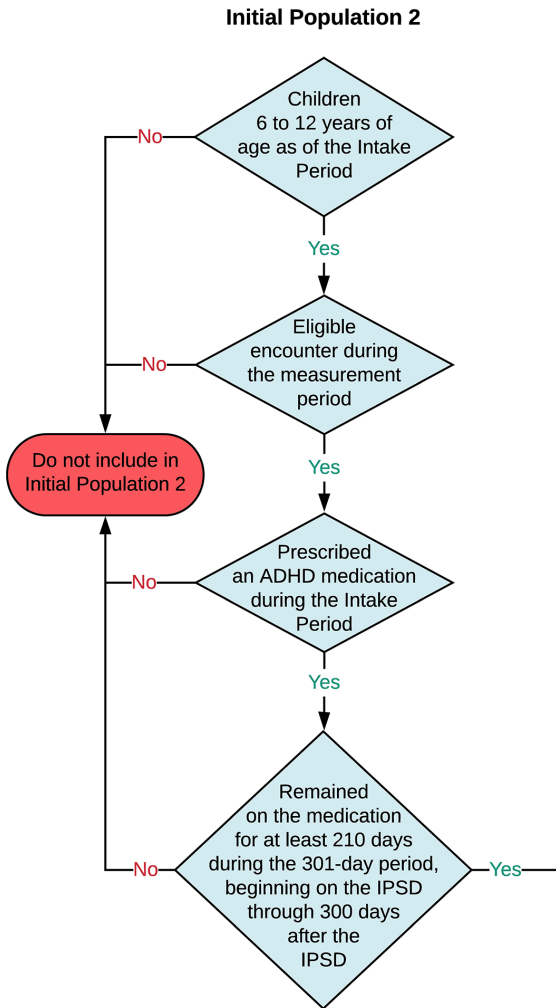 Initial Population 2
Children
6 to 12 years of
age as of the Intake
Period
No
Yes
Eligible
encounter during
the measurement
period
No
Yes
Do not include in
Initial Population 2
Prescribed
an ADHD medication
during the Intake
Period
No
Yes
Remained
on the medication
for at least 210 days
during the 301-day period,
beginning on the IPSD
through 300 days
after the
IPSD
No
Yes